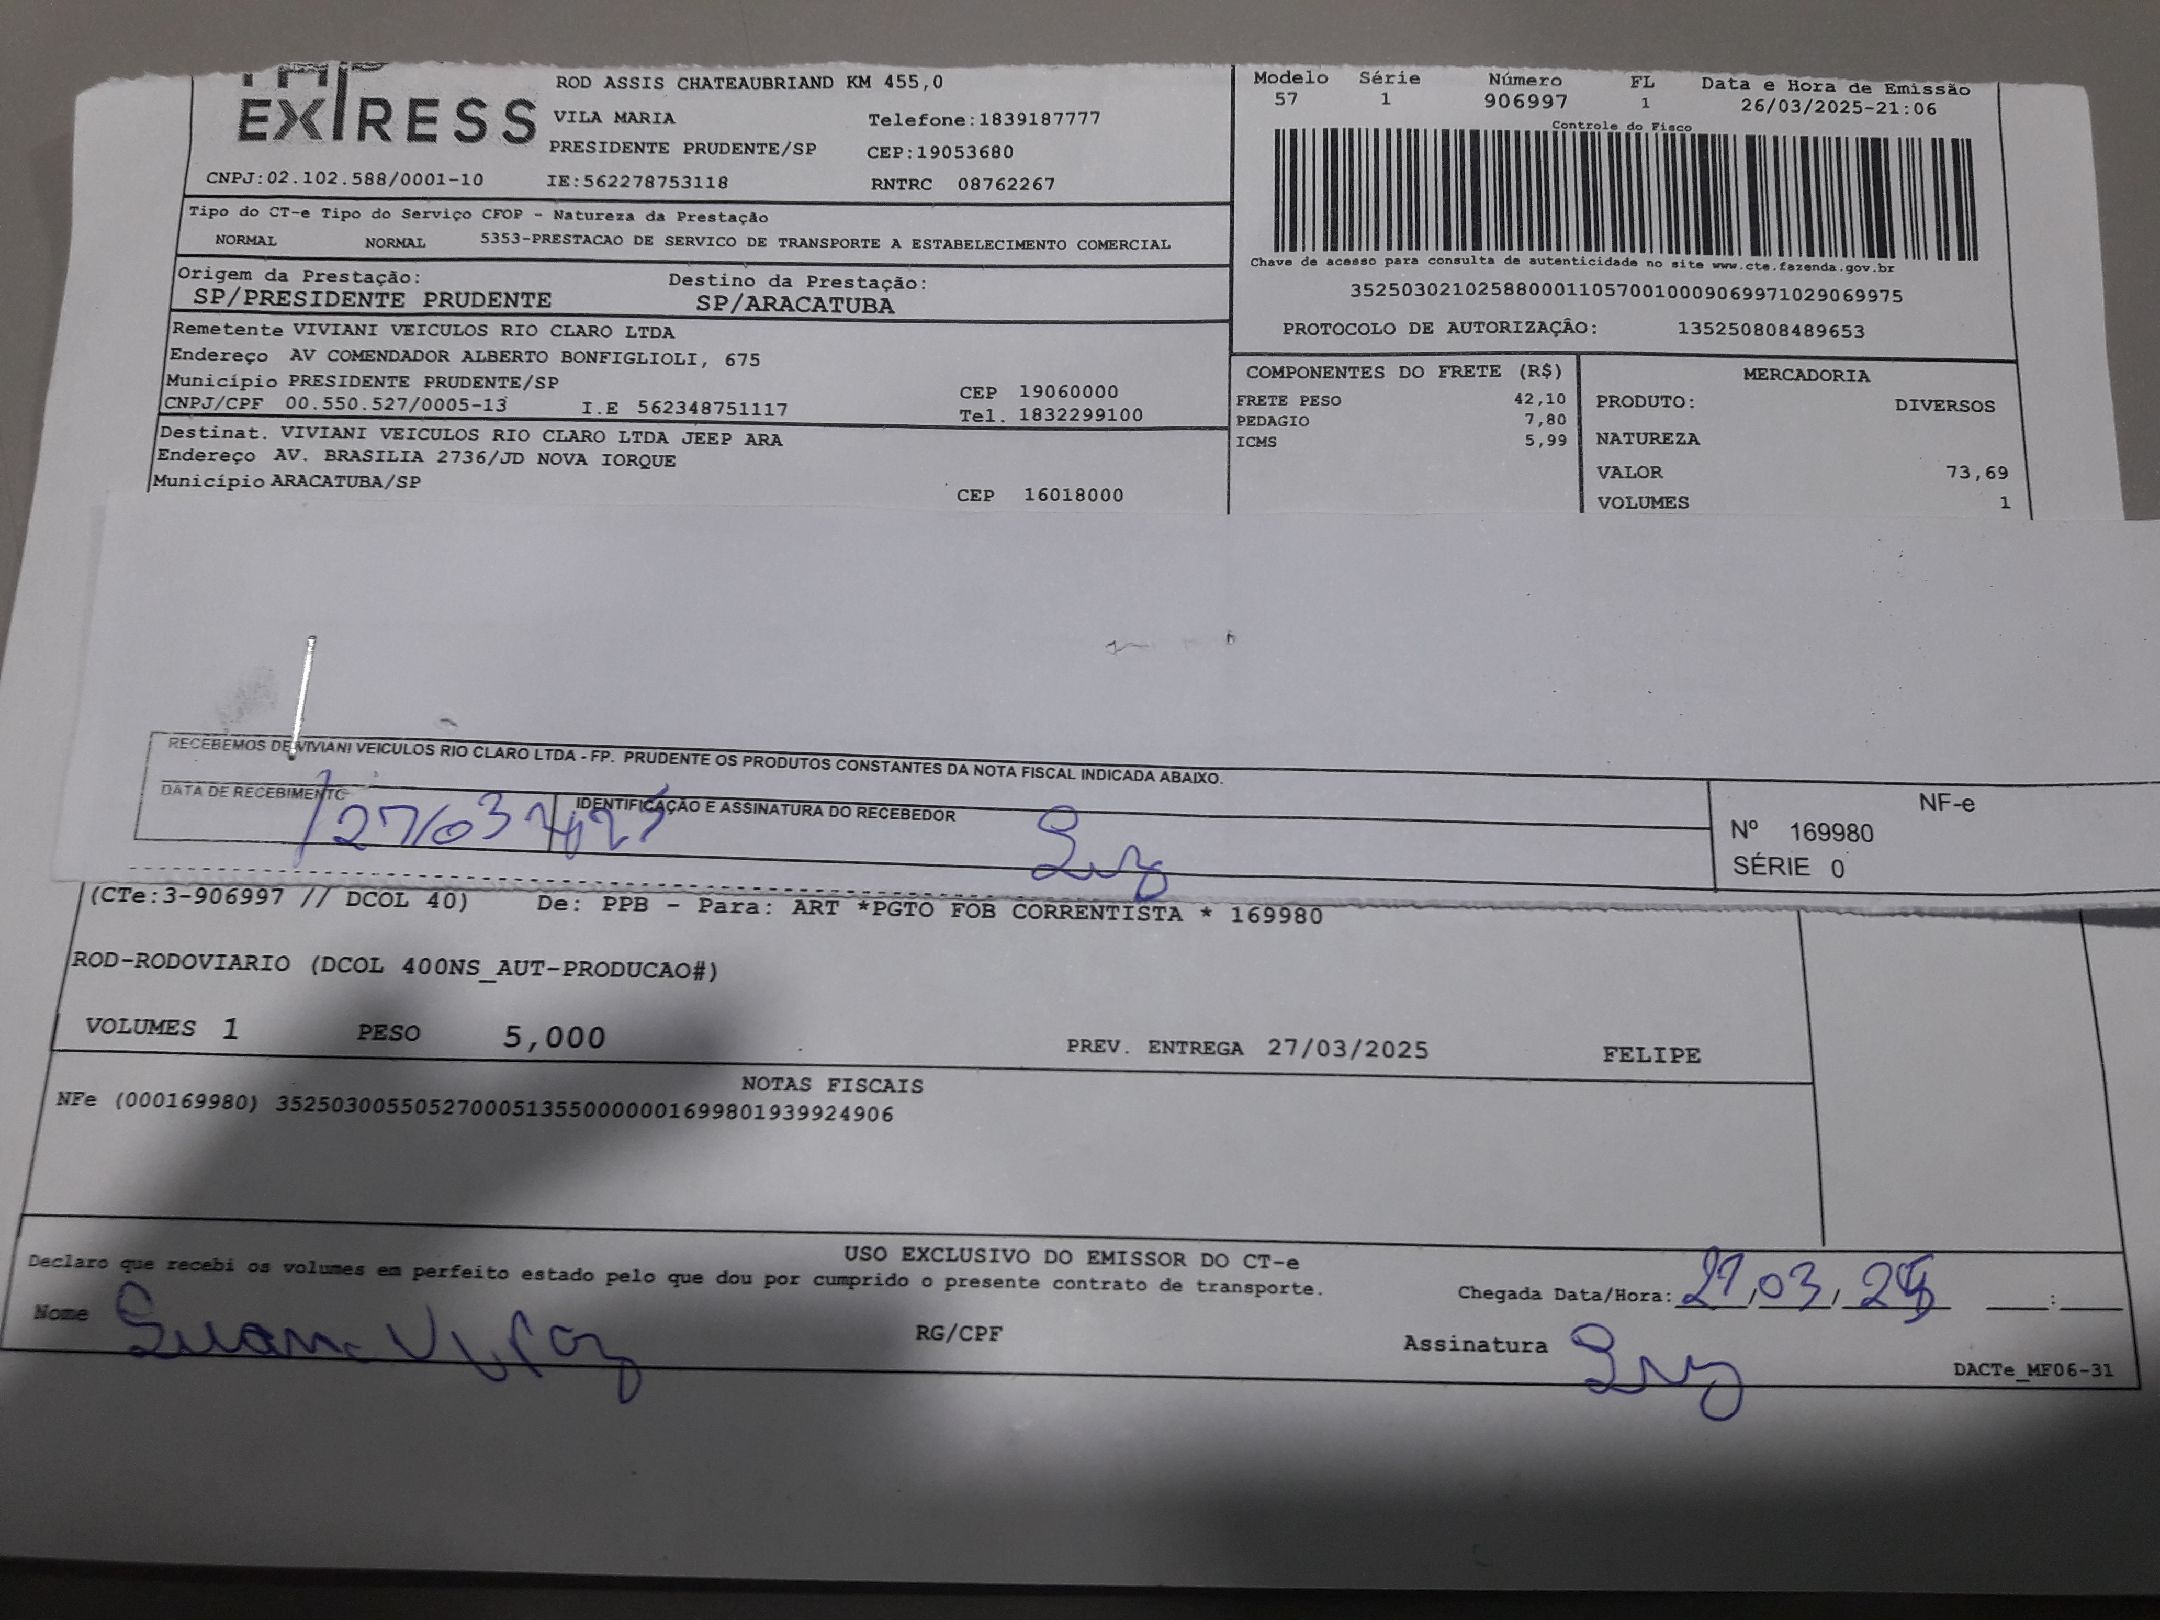 EXPRESS
ROD ASSIS CHATEAUBRIAND KM 455,0
VILA MARIA Telefone:1839187777
PRESIDENTE PRUDENTE/SP CEP:19053680
CNPJ:02.102.588/0001-10 IE:562278753118 RNTRC 08762267
Modelo Série Número FL Data e Hora de Emissão
57 1 906997 1 26/03/2025-21:06
Controle do Fisco
Chave de acesso para consulta de autenticidade no site www.cte.fazenda.gov.br
35250302102588000110570010009069971029069975
PROTOCOLO DE AUTORIZAÇÂO: 135250808489653
Tipo do CT-e Tipo do Serviço CFOP - Natureza da Prestação
NORMAL NORMAL 5353-PRESTACAO DE SERVICO DE TRANSPORTE A ESTABELECIMENTO COMERCIAL
Origem da Prestação: Destino da Prestação:
SP/PRESIDENTE PRUDENTE SP/ARACATUBA
Remetente VIVIANI VEICULOS RIO CLARO LTDA
Endereço AV COMENDADOR ALBERTO BONFIGLIOLI, 675
Município PRESIDENTE PRUDENTE/SP CEP 19060000
CNPJ/CPF 00.550.527/0005-13 I.E 562348751117 Tel. 1832299100
Destinat. VIVIANI VEICULOS RIO CLARO LTDA JEEP ARA
Endereço AV. BRASILIA 2736/JD NOVA IORQUE
Município ARACATUBA/SP CEP 16018000
COMPONENTES DO FRETE (R$)
FRETE PESO 42,10
PEDAGIO 7,80
ICMS 5,99
MERCADORIA
PRODUTO: DIVERSOS
NATUREZA
VALOR 73,69
VOLUMES 1
RECEBEMOS DE VIVIANI VEICULOS RIO CLARO LTDA - FP. PRUDENTE OS PRODUTOS CONSTANTES DA NOTA FISCAL INDICADA ABAIXO.
DATA DE RECEBIMENTO IDENTIFICAÇÃO E ASSINATURA DO RECEBEDOR
27/03 2025
NF-e
Nº 169980
SÉRIE 0
(CTe:3-906997 // DCOL 40) De: PPB - Para: ART *PGTO FOB CORRENTISTA * 169980
ROD-RODOVIARIO (DCOL 400NS_AUT-PRODUCAO#)
VOLUMES 1 PESO 5,000 PREV. ENTREGA 27/03/2025 FELIPE
NOTAS FISCAIS
NFe (000169980) 35250300550527000513550000001699801939924906
USO EXCLUSIVO DO EMISSOR DO CT-e
Declaro que recebi os volumes em perfeito estado pelo que dou por cumprido o presente contrato de transporte.
Chegada Data/Hora: 27,03, 25 :
Nome RG/CPF Assinatura
DACTe_MF06-31